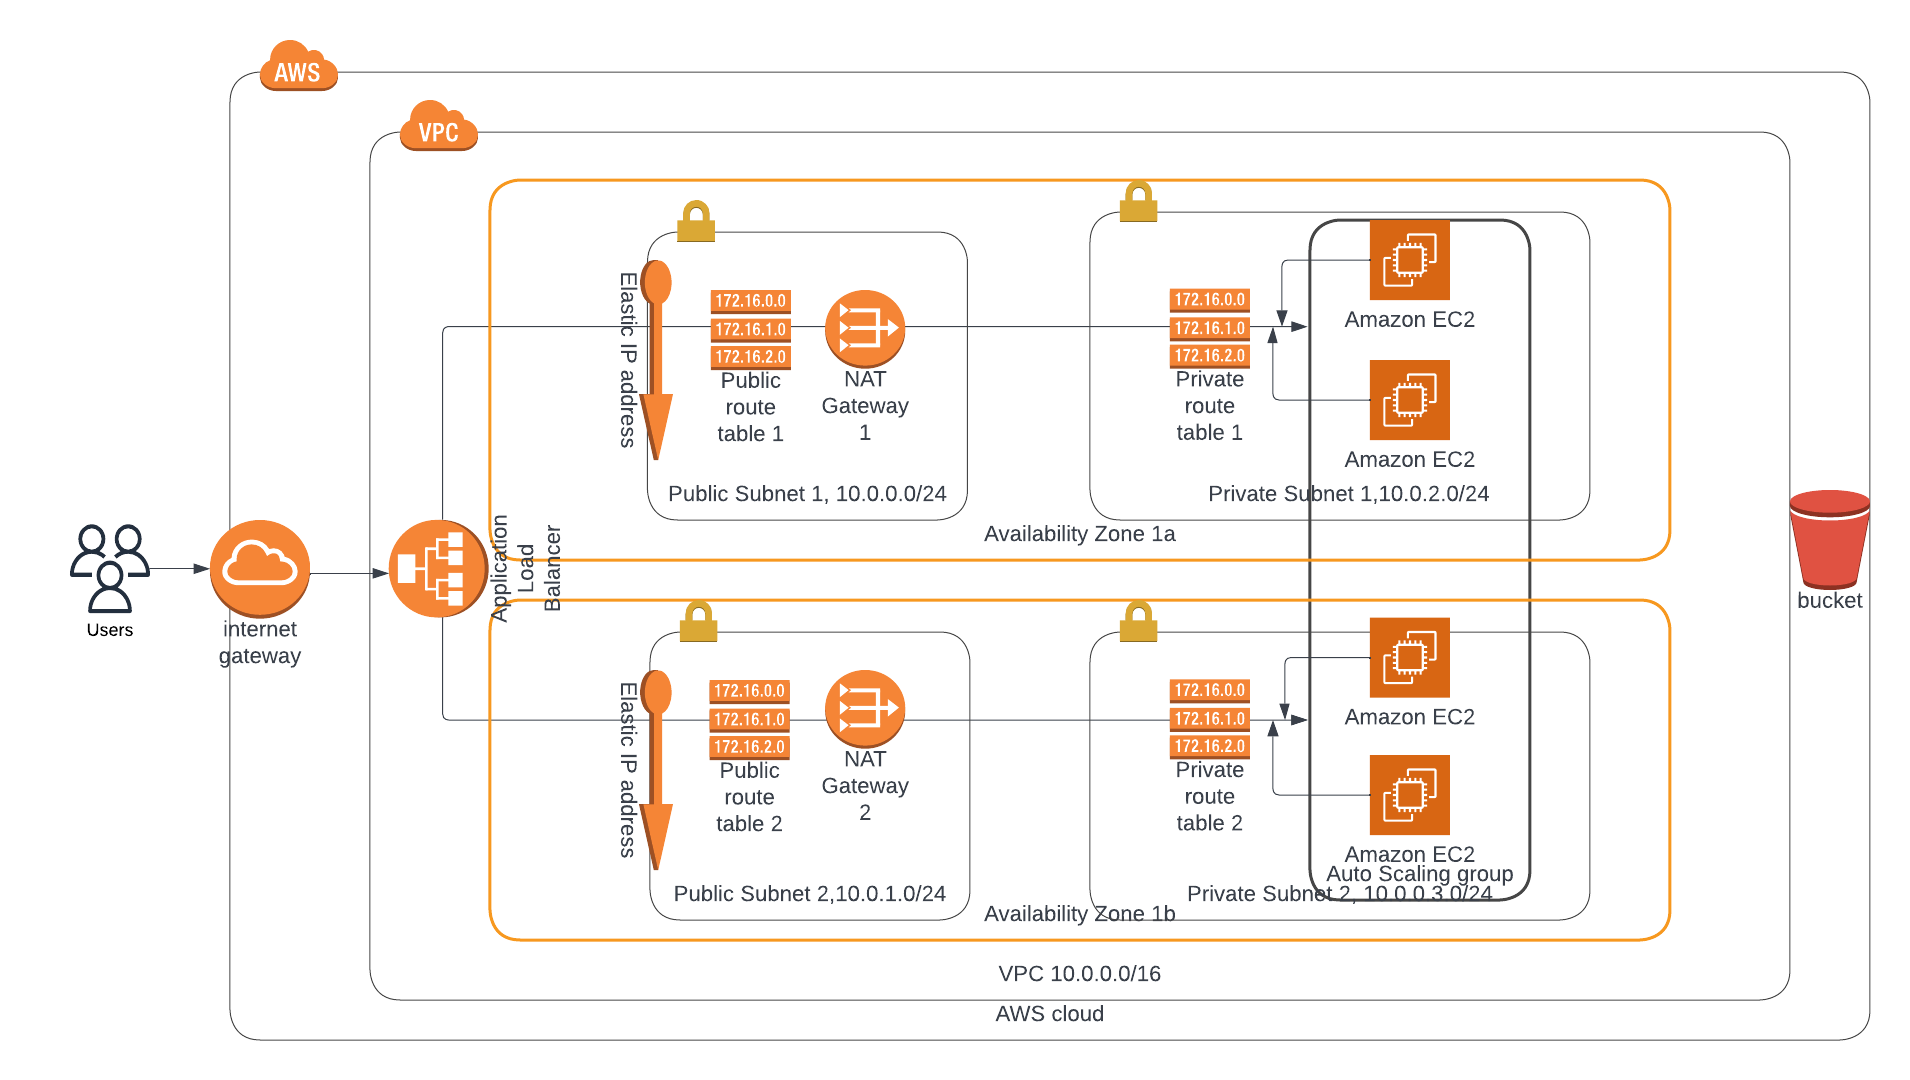 AWS
VPC
Elastic IP address
172.16.0.0
172.16.1.0
172.16.2.0
Public
route
table 1
NAT
Gateway
1
Public Subnet 1, 10.0.0.0/24
172.16.0.0
172.16.1.0
172.16.2.0
Private
route
table 1
Amazon EC2
Amazon EC2
Private Subnet 1,10.0.2.0/24
Availability Zone 1a
Users
internet
gateway
Application
Load
Balancer
bucket
Elastic IP address
172.16.0.0
172.16.1.0
172.16.2.0
Public
route
table 2
NAT
Gateway
2
Public Subnet 2,10.0.1.0/24
172.16.0.0
172.16.1.0
172.16.2.0
Private
route
table 2
Amazon EC2
Amazon EC2
Auto Scaling group
Private Subnet 2, 10.0.0.3.0/24
Availability Zone 1b
VPC 10.0.0.0/16
AWS cloud